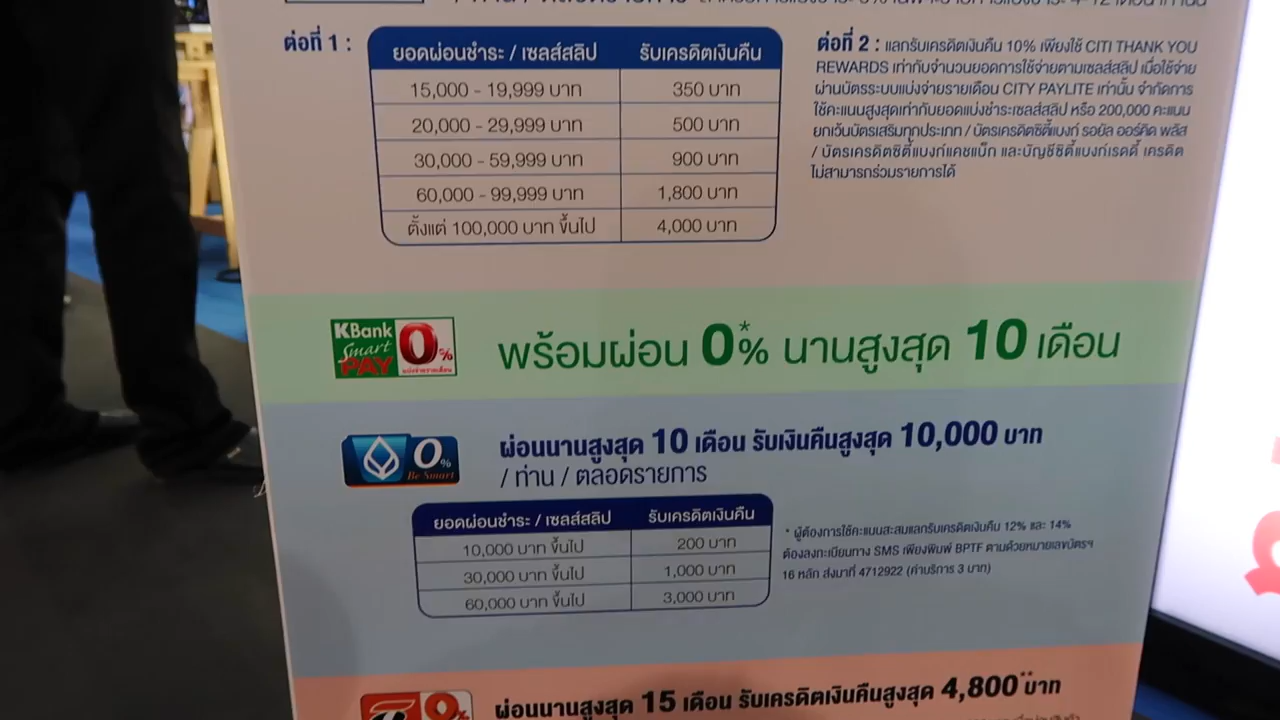 ต่อที่ 1 :
ยอดผ่อนชำระ / เซลส์สลิป รับเครดิตเงินคืน
15,000 - 19,999 บาท 350 บาท
20,000 - 29,999 บาท 500 บาท
30,000 - 59,999 บาท 900 บาท
60,000 - 99,999 บาท 1,800 บาท
ตั้งแต่ 100,000 บาท ขึ้นไป 4,000 บาท
ต่อที่ 2 : แลกรับเครดิตเงินคืน 10% เพียงใช้ CITI THANK YOU
REWARDS เท่ากับจำนวนยอดการใช้จ่ายตามเซลส์สลิป เมื่อใช้จ่าย
ผ่านบัตรระบบแบ่งจ่ายรายเดือน CITY PAYLITE เท่านั้น จำกัดการ
ใช้คะแนนสูงสุดเท่ากับยอดแบ่งชำระเซลส์สลิป หรือ 200,000 คะแนน
ยกเว้นบัตรเสริมทุกประเภท / บัตรเครดิตซิตี้แบงก์ รอยัล ออร์คิด พลัส
/ บัตรเครดิตซิตี้แบงก์แคชแบ็ก และบัญชีซิตี้แบงก์เรดดี้ เครดิต
ไม่สามารถร่วมรายการได้
KBank
Smart
PAY
0%
แบ่งจ่ายรายเดือน
พร้อมผ่อน 0*% นานสูงสุด 10 เดือน
0%
Be Smart
ผ่อนนานสูงสุด 10 เดือน รับเงินคืนสูงสุด 10,000 บาท
/ ท่าน / ตลอดรายการ
ยอดผ่อนชำระ / เซลส์สลิป รับเครดิตเงินคืน
10,000 บาท ขึ้นไป 200 บาท
30,000 บาท ขึ้นไป 1,000 บาท
60,000 บาท ขึ้นไป 3,000 บาท
* ผู้ต้องการใช้คะแนนสะสมแลกรับเครดิตเงินคืน 12% และ 14%
ต้องลงทะเบียนทาง SMS เพียงพิมพ์ BPTF ตามด้วยหมายเลขบัตรฯ
16 หลัก ส่งมาที่ 4712922 (ค่าบริการ 3 บาท)
0%
ผ่อนนานสูงสุด 15 เดือน รับเครดิตเงินคืนสูงสุด 4,800**บาท